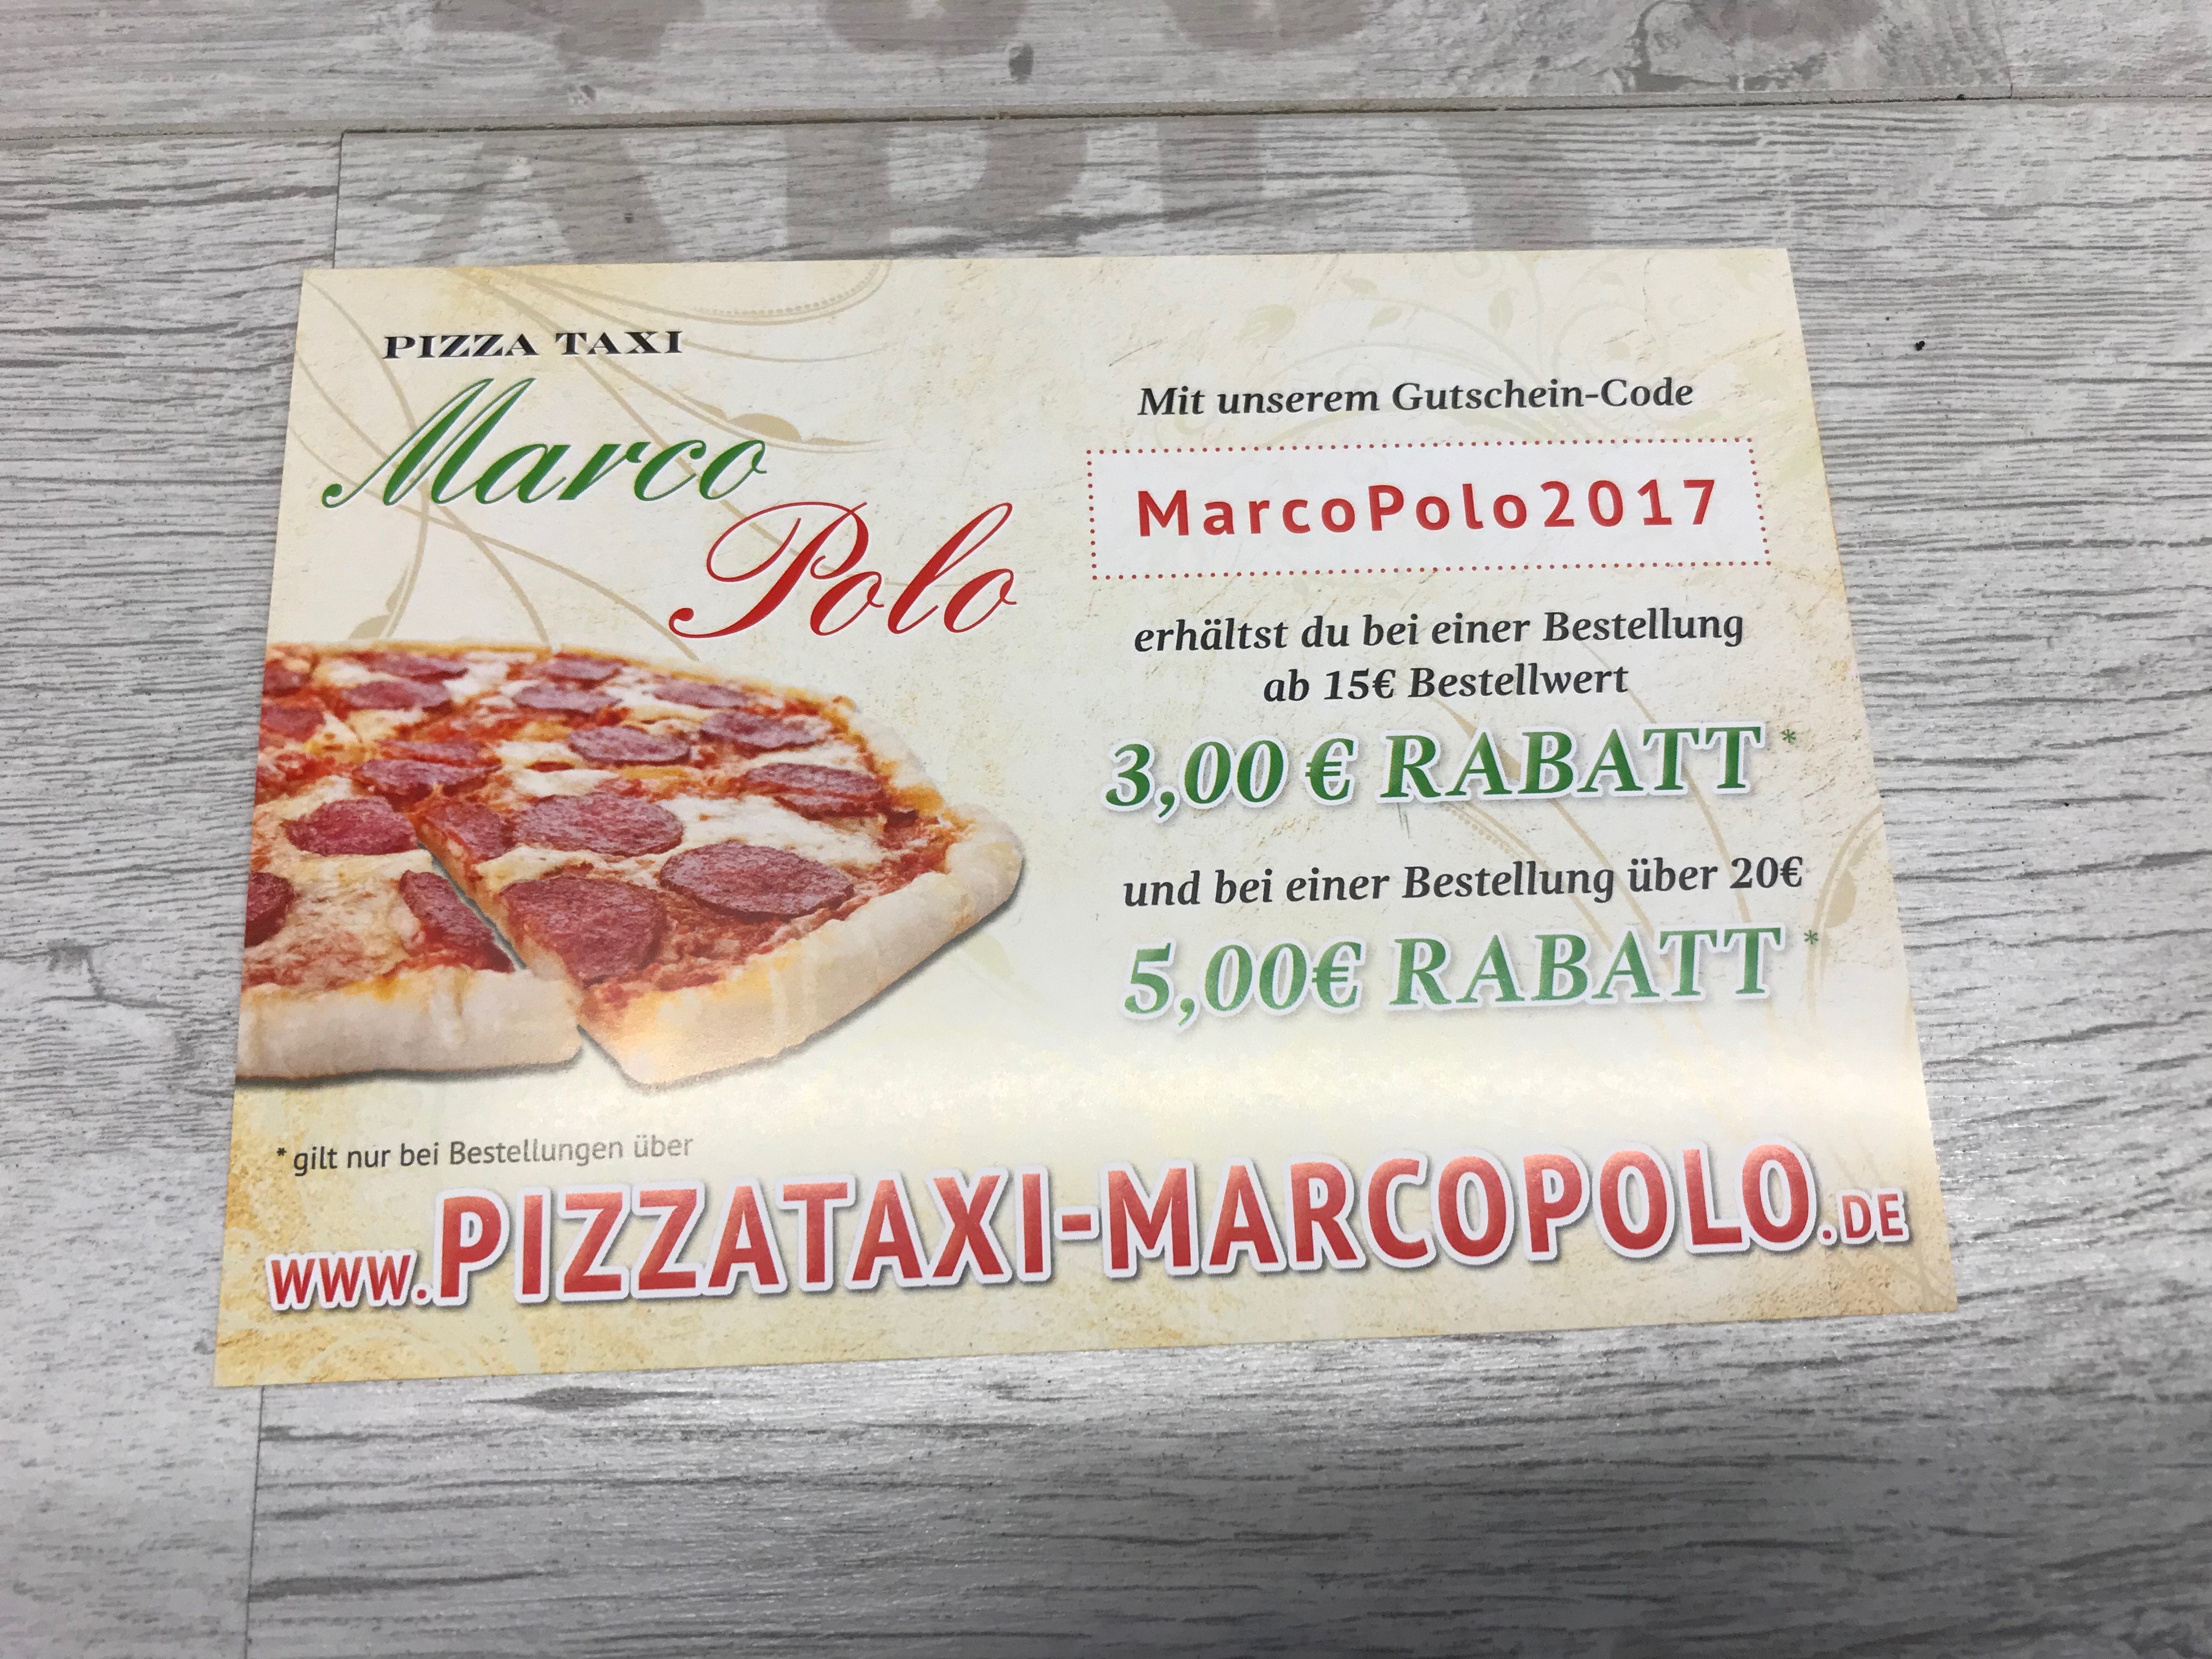 PIZZA TAXI
Marco
Polo
Mit unserem Gutschein-Code
MarcoPolo2017
erhältst du bei einer Bestellung
ab 15€ Bestellwert
3,00 € RABATT*
und bei einer Bestellung über 20€
5,00€ RABATT*
* gilt nur bei Bestellungen über
www.PIZZATAXI-MARCOPOLO.DE